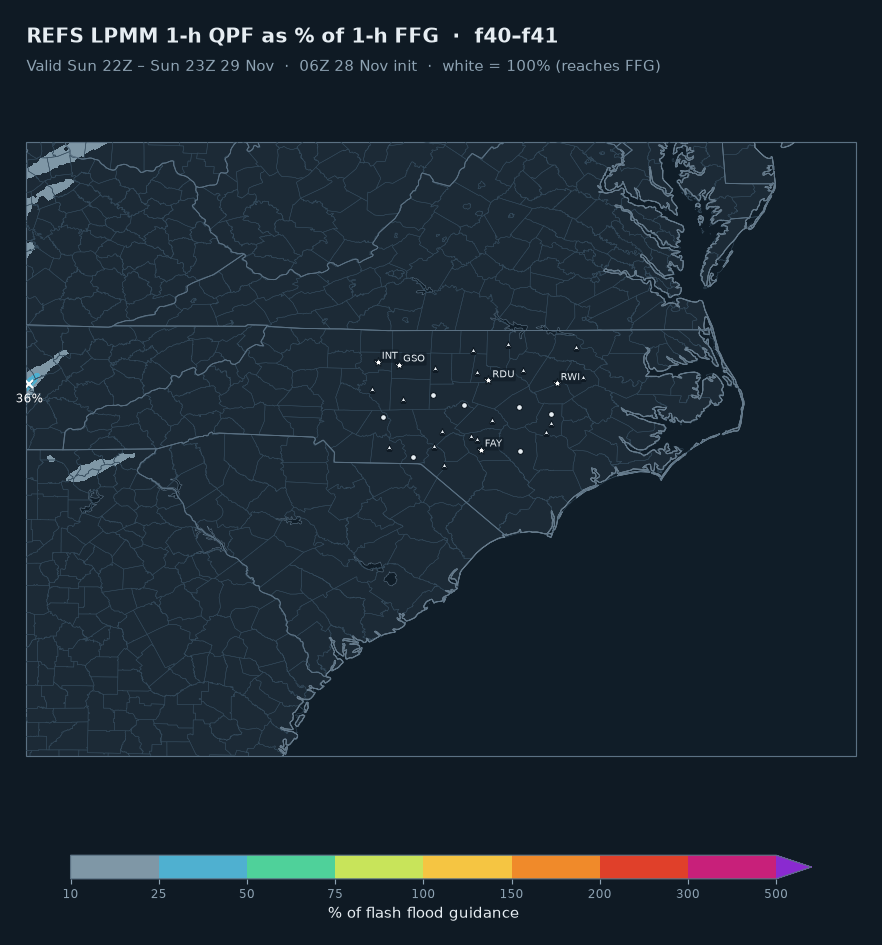 REFS LPMM 1-h QPF as % of 1-h FFG · f40–f41
Valid Sun 22Z – Sun 23Z 29 Nov · 06Z 28 Nov init · white = 100% (reaches FFG)
INT
GSO
RDU
RWI
36%
FAY
10 25 50 75 100 150 200 300 500
% of flash flood guidance